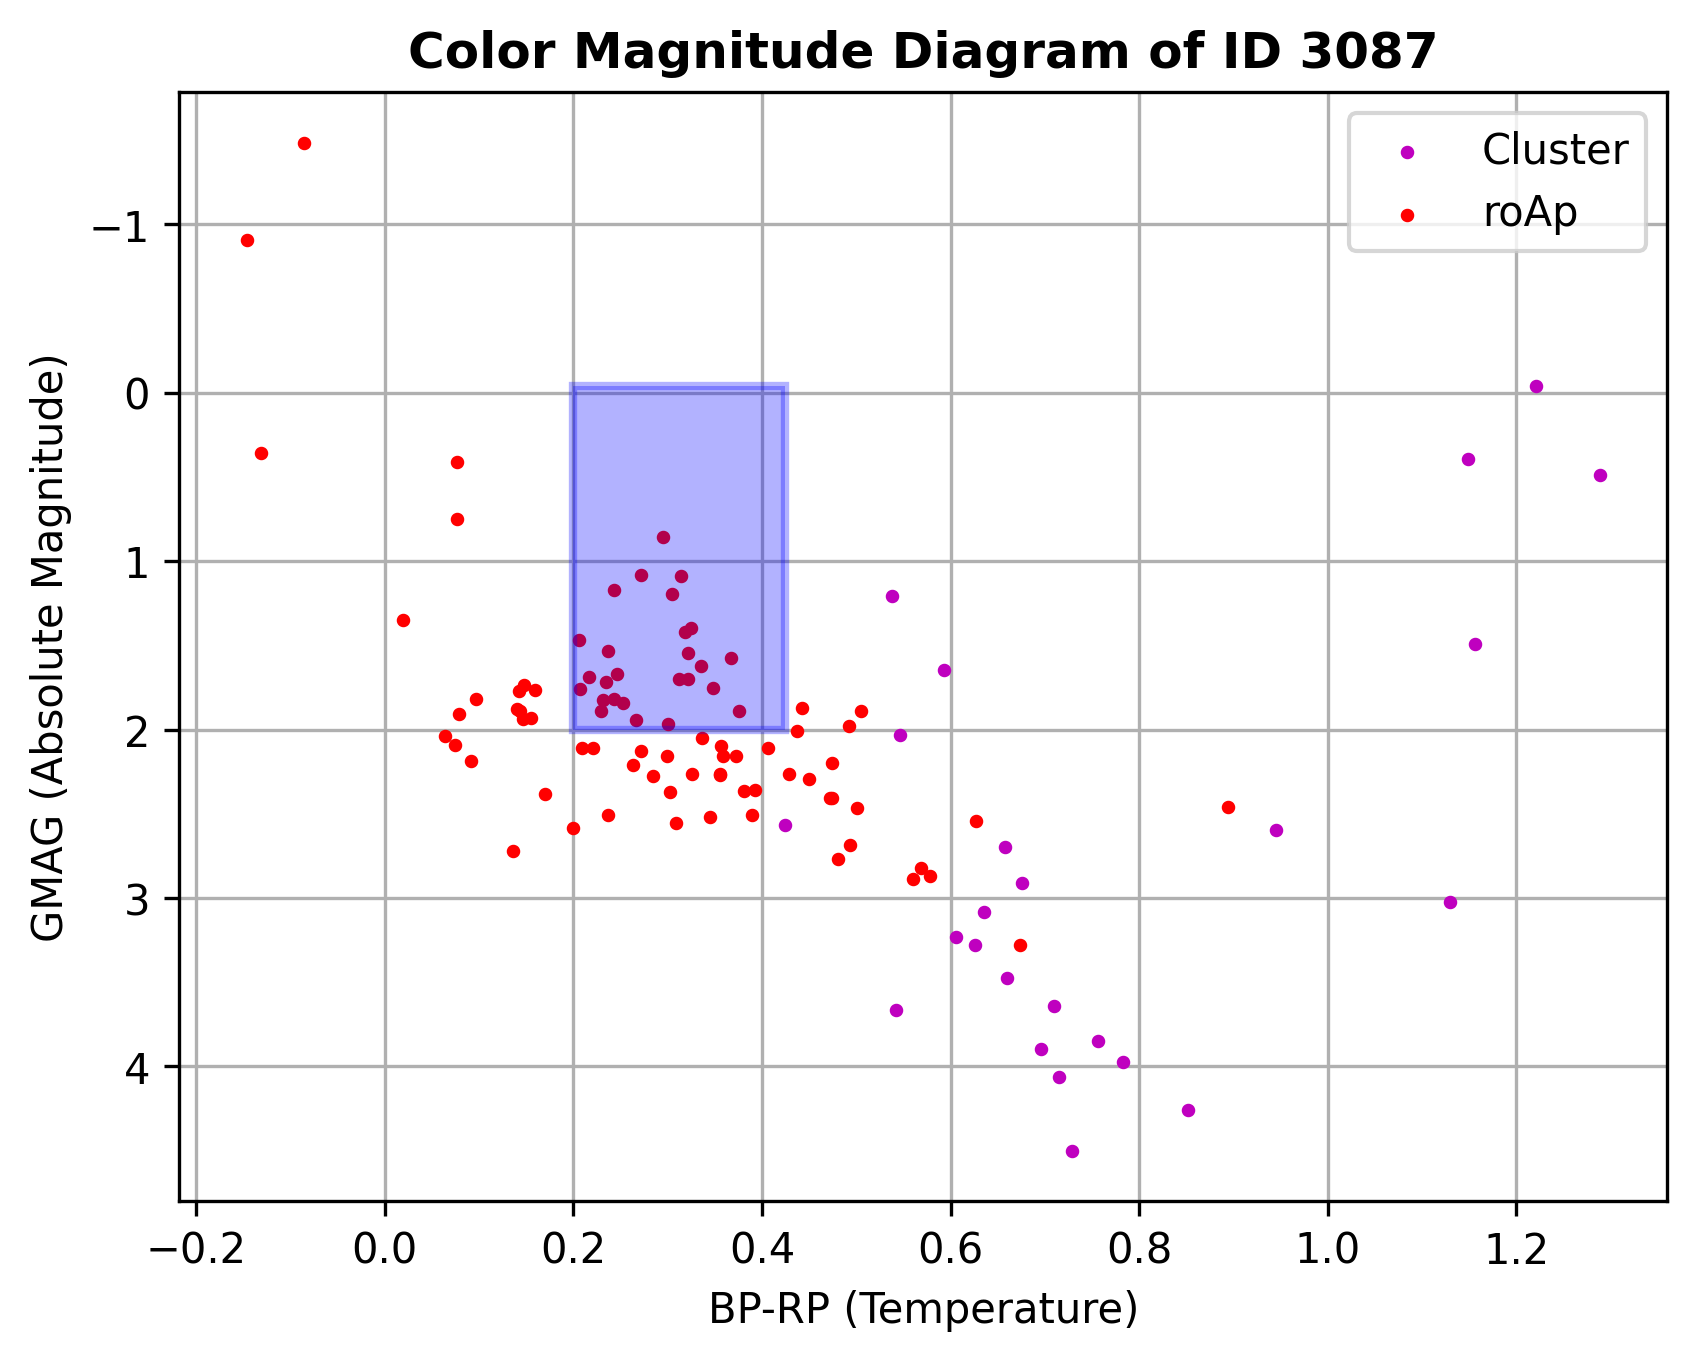 Color Magnitude Diagram of ID 3087
Cluster
roAp
−1
0
1
2
3
4
GMAG (Absolute Magnitude)
−0.2 0.0 0.2 0.4 0.6 0.8 1.0 1.2
BP-RP (Temperature)